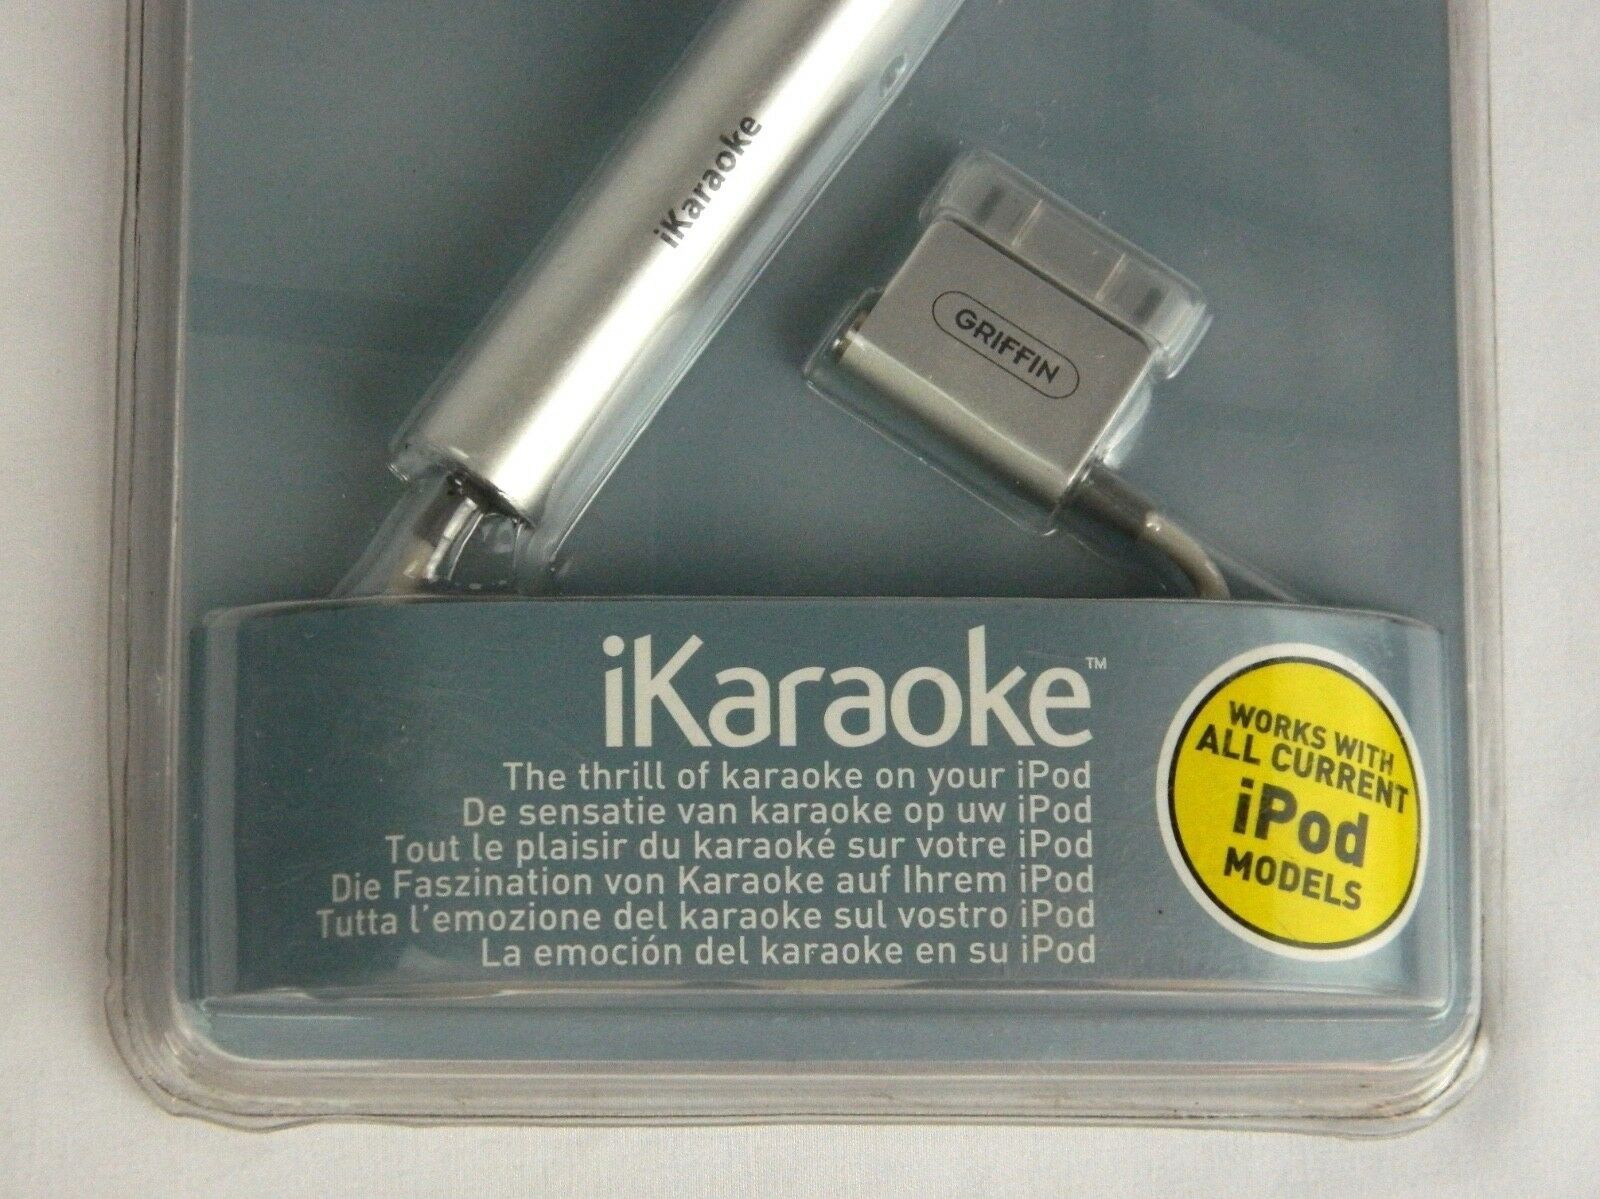 iKaraoke
GRIFFIN
iKaraoke™
The thrill of karaoke on your iPod
De sensatie van karaoke op uw iPod
Tout le plaisir du karaoké sur votre iPod
Die Faszination von Karaoke auf Ihrem iPod
Tutta l'emozione del karaoke sul vostro iPod
La emoción del karaoke en su iPod
WORKS WITH
ALL CURRENT
iPod
MODELS